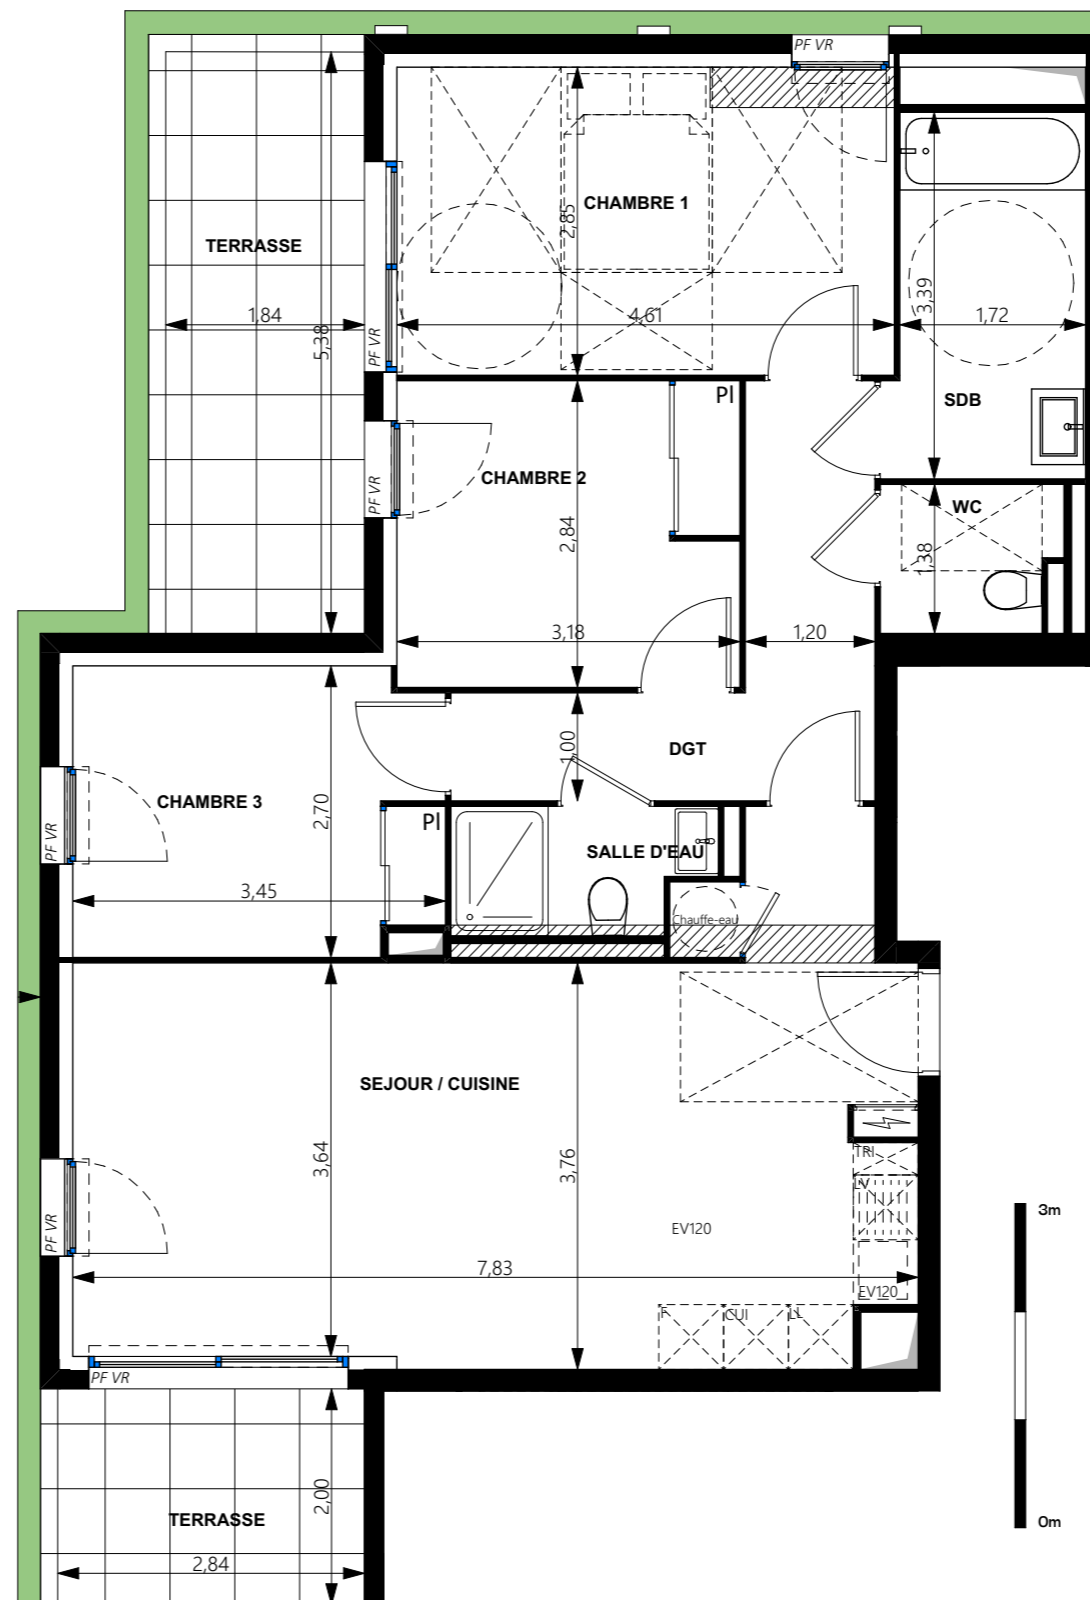 PF VR
CHAMBRE 1
2,85
TERRASSE
1,84
5,38
PF VR
4,61
3,39
1,72
SDB
Pl
CHAMBRE 2
PF VR
2,84
WC
1,38
3,18
1,20
1,00
DGT
CHAMBRE 3
2,70
Pl
PF VR
SALLE D'EAU
3,45
Chauffe-eau
SEJOUR / CUISINE
3,64
3,76
TRI
LV
PF VR
EV120
7,83
EV120
F
CUI
LL
PF VR
3m
2,00
TERRASSE
0m
2,84